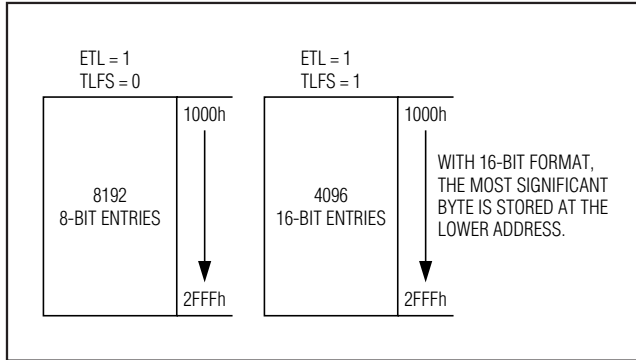 ETL = 1
TLFS = 0
1000h
8192
8-BIT ENTRIES
2FFFh
ETL = 1
TLFS = 1
1000h
4096
16-BIT ENTRIES
2FFFh
WITH 16-BIT FORMAT,
THE MOST SIGNIFICANT
BYTE IS STORED AT THE
LOWER ADDRESS.